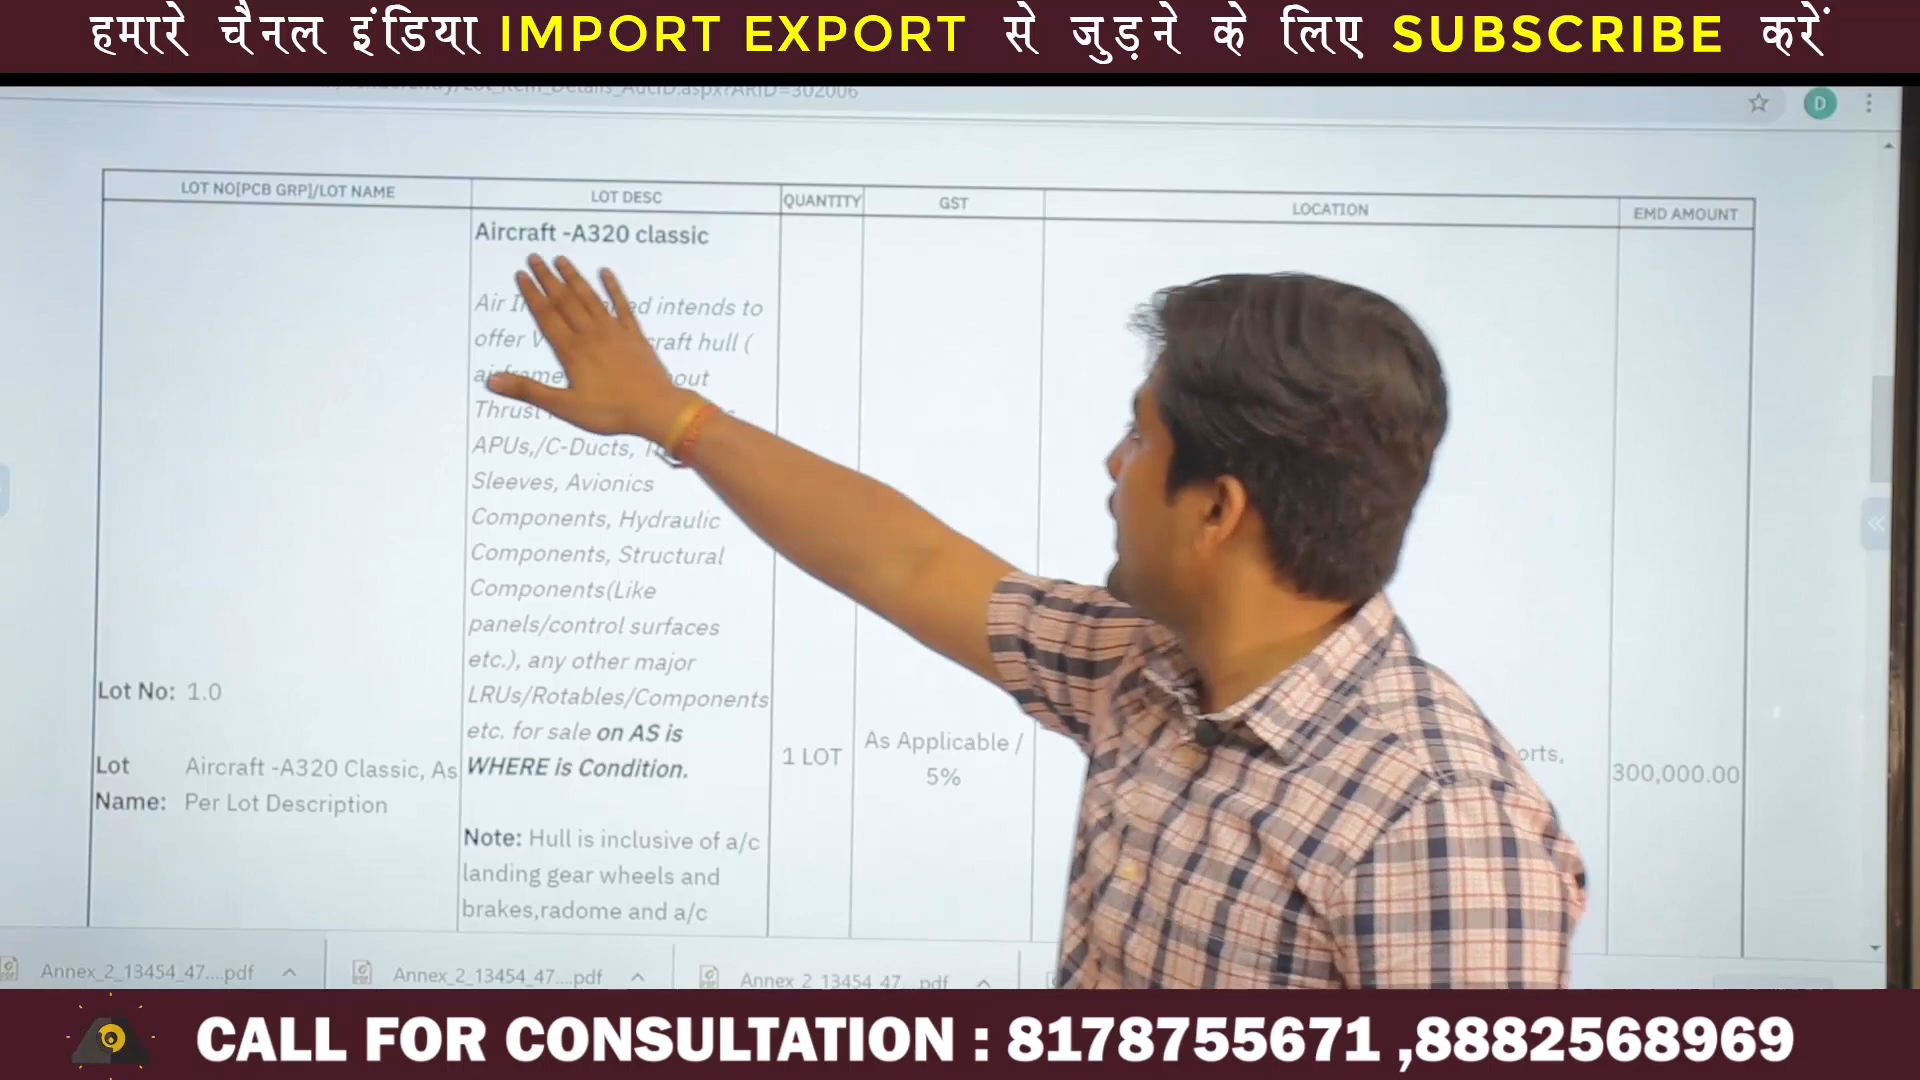 हमारे चैनल इंडिया IMPORT EXPORT से जुड़ने के लिए SUBSCRIBE करें
LOT NO[PCB GRP]/LOT NAME LOT DESC QUANTITY GST LOCATION EMD AMOUNT
Aircraft -A320 classic
Air intends to
offer craft hull (
Thrust
APUs,/C-Ducts,
Sleeves, Avionics
Components, Hydraulic
Components, Structural
Components(Like
panels/control surfaces
etc.), any other major
LRUs/Rotables/Components
etc. for sale on AS is
WHERE is Condition.
Note: Hull is inclusive of a/c
landing gear wheels and
brakes,radome and a/c
Lot No: 1.0
Lot Name: Aircraft -A320 Classic, As
Per Lot Description
1 LOT
As Applicable /
5%
300,000.00
D
Annex_2_13454_47....pdf Annex_2_13454_47....pdf Annex_2_13454_47....pdf
CALL FOR CONSULTATION : 8178755671 ,8882568969